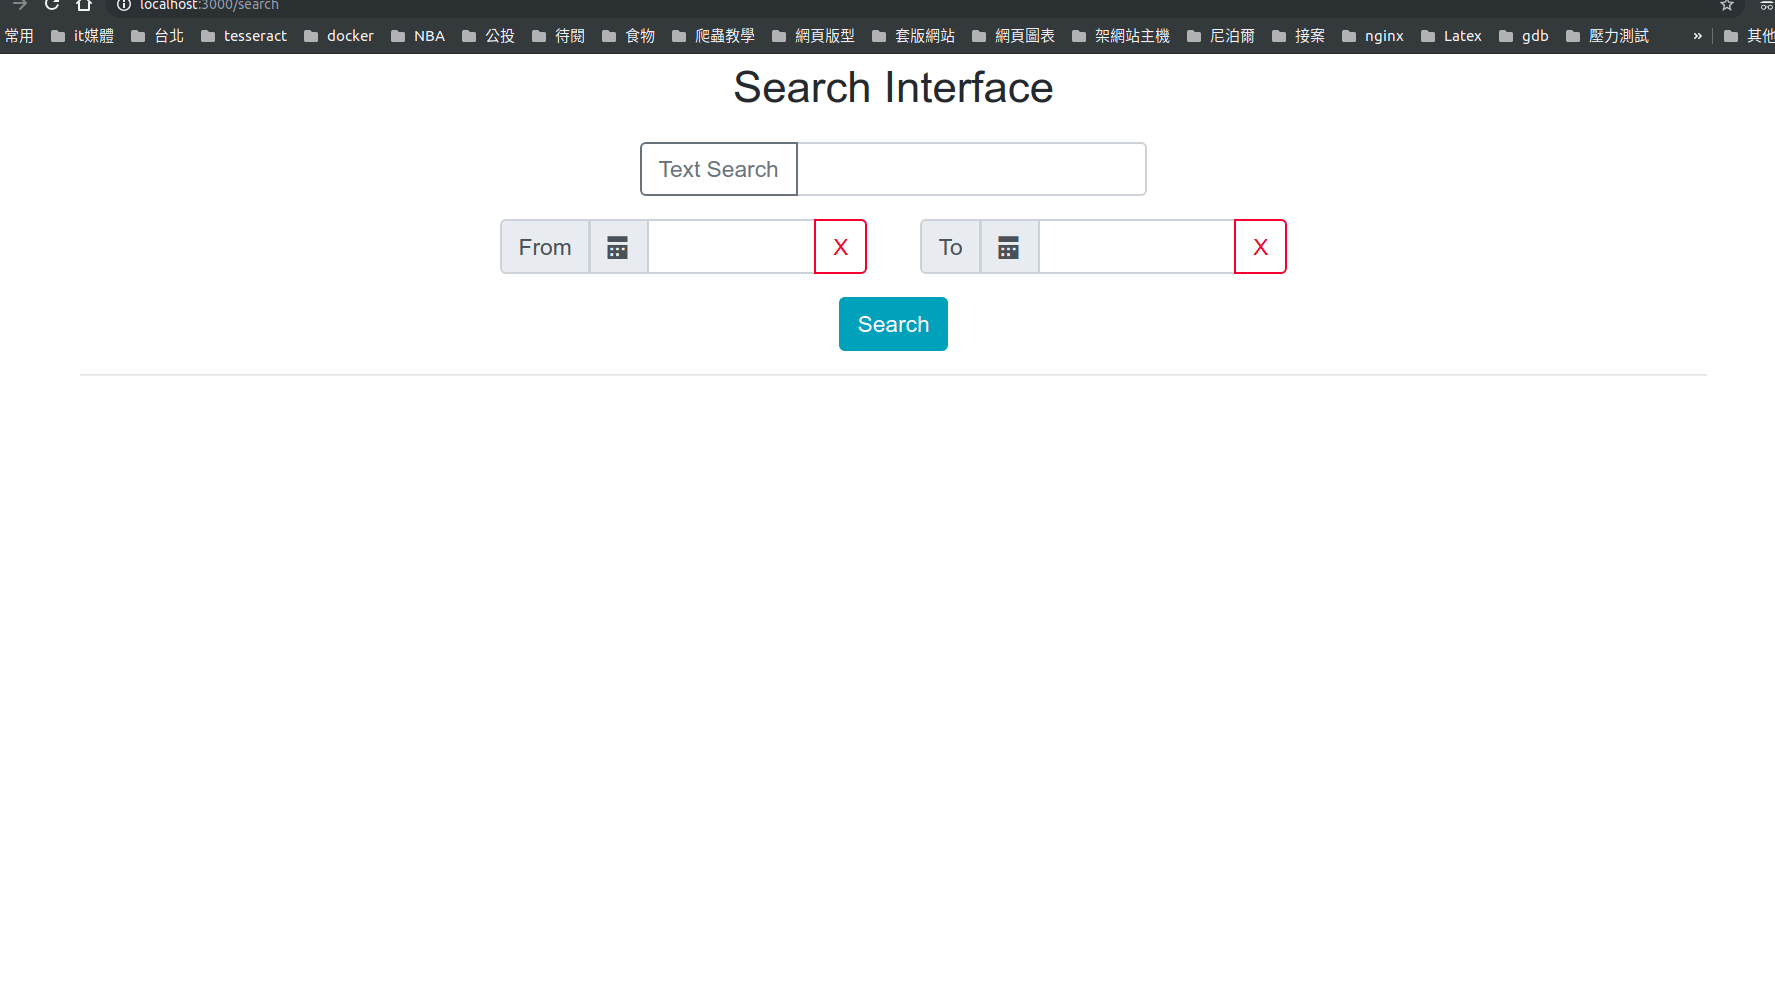 localhost:3000/search
常用 it媒體 台北 tesseract docker NBA 公投 待閱 食物 爬蟲教學 網頁版型 套版網站 網頁圖表 架網站主機 尼泊爾 接案 nginx Latex gdb 壓力測試 » 其他
Search Interface
Text Search
From X To X
Search